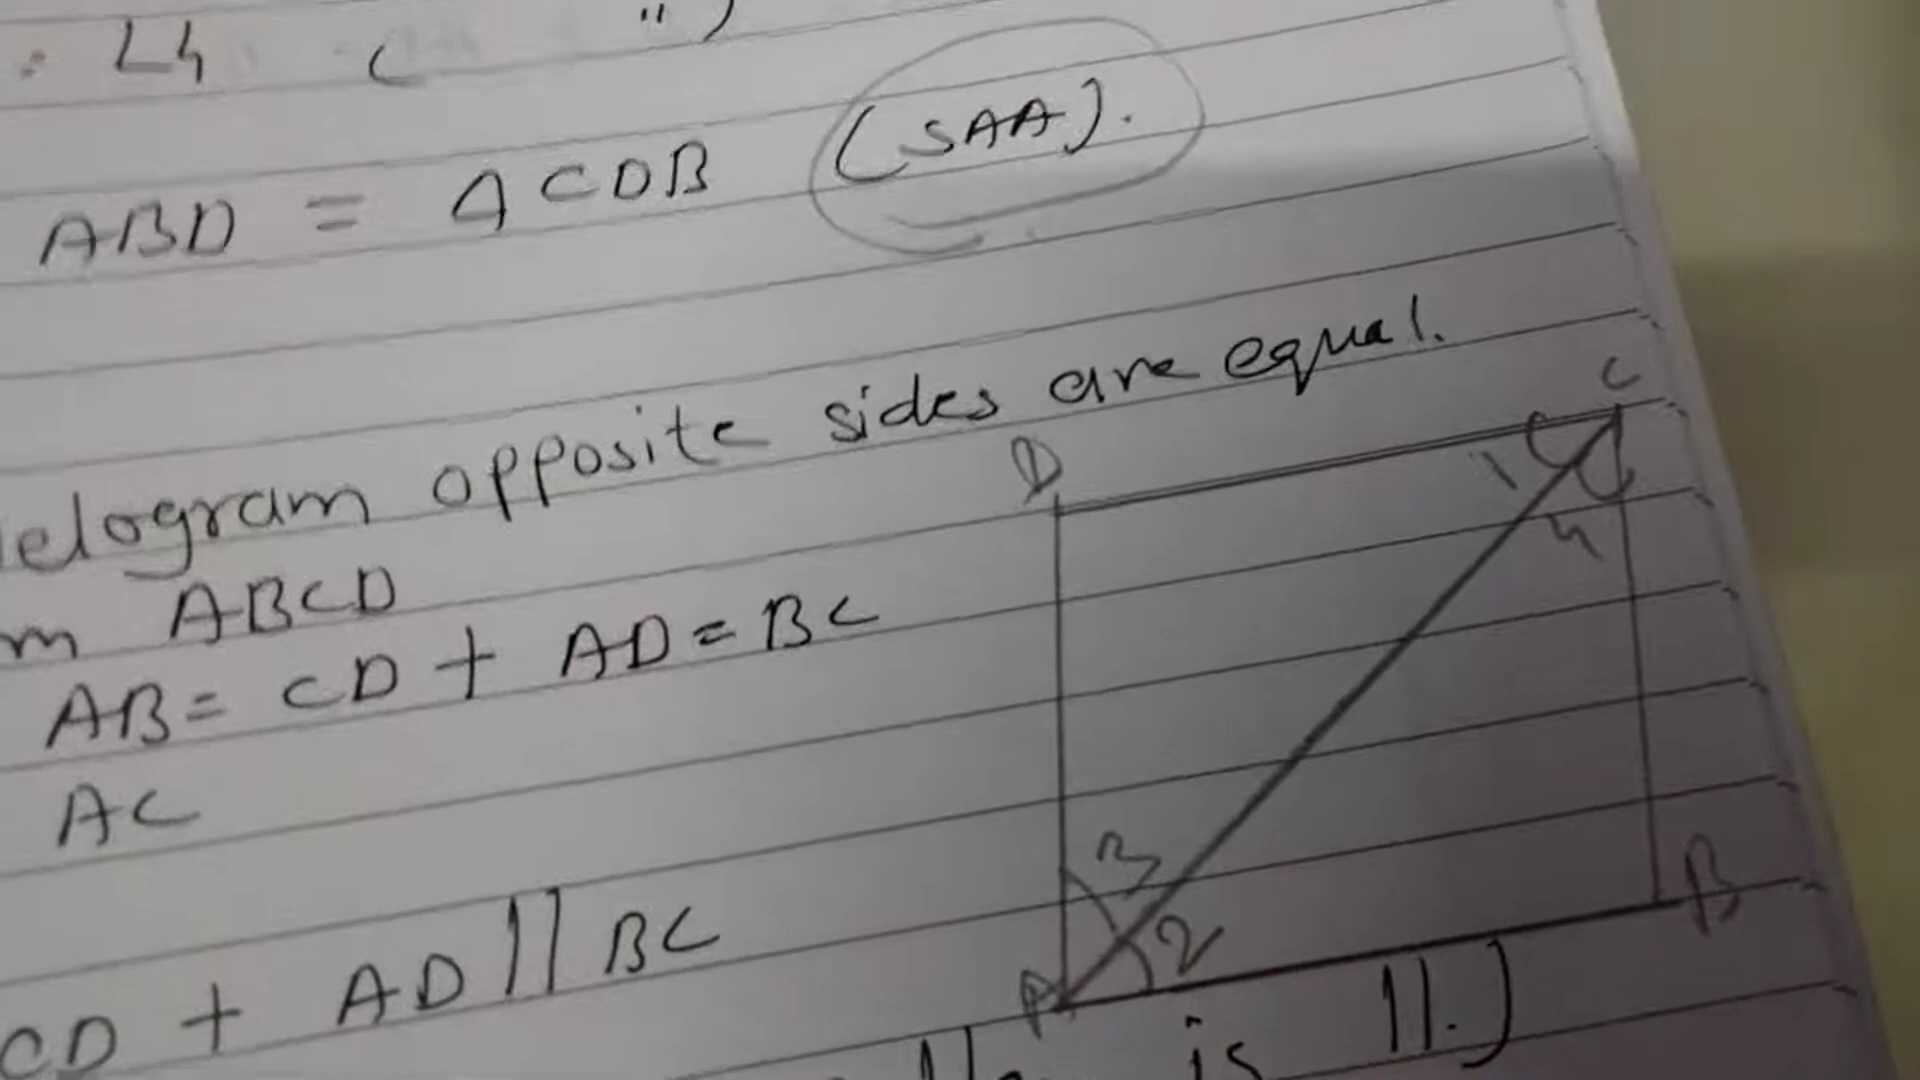 ∠4 ( " )
ABD = ΔCDB (SAA).
elogram opposite sides are equal.
m ABCD
AB = CD + AD = BC
AC
CD + AD || BC
is ||.)
D
C
1
4
3
2
A
B